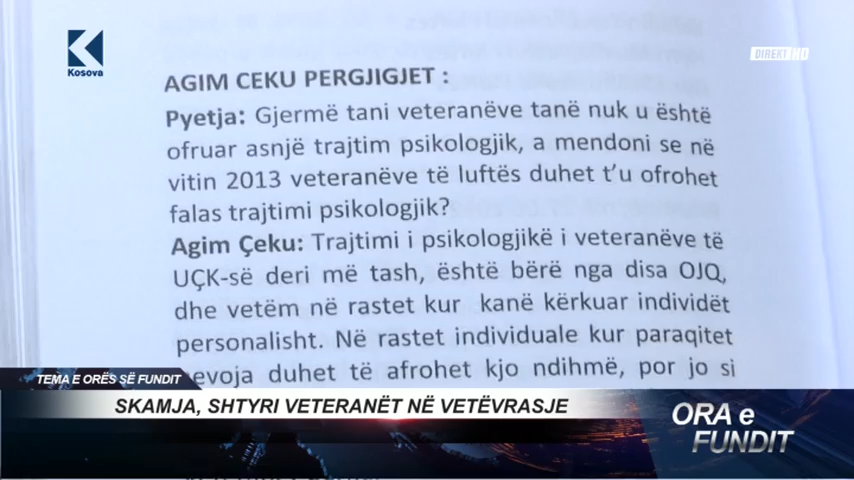 K
Kosova
DIREKT
AGIM CEKU PERGJIGJET :
Pyetja: Gjermë tani veteranëve tanë nuk u është
ofruar asnjë trajtim psikologjik, a mendoni se në
vitin 2013 veteranëve të luftës duhet t’u ofrohet
falas trajtimi psikologjik?
Agim Çeku: Trajtimi i psikologjikë i veteranëve të
UÇK-së deri më tash, është bërë nga disa OJQ,
dhe vetëm në rastet kur kanë kërkuar individët
personalisht. Në rastet individuale kur paraqitet
nevoja duhet të afrohet kjo ndihmë, por jo si
TEMA E ORËS SË FUNDIT
SKAMJA, SHTYRI VETERANËT NË VETËVRASJE
ORA e
FUNDIT